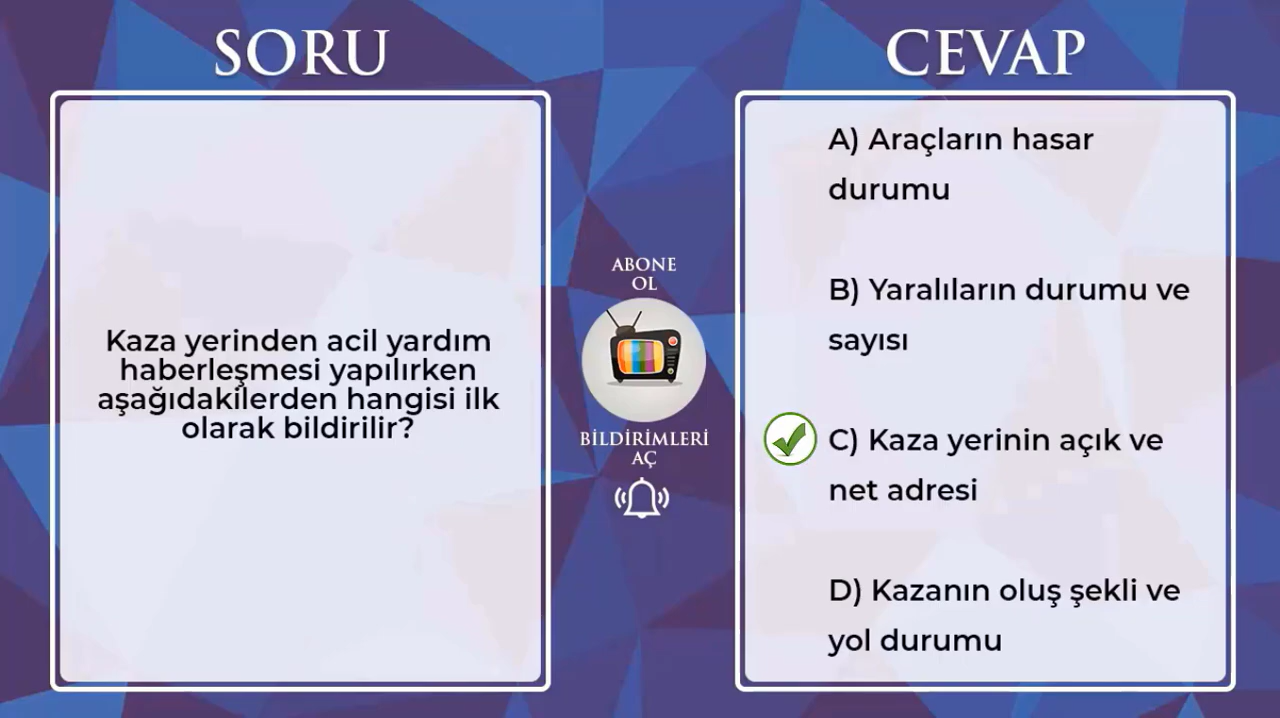 SORU
Kaza yerinden acil yardım
haberleşmesi yapılırken
aşağıdakilerden hangisi ilk
olarak bildirilir?
ABONE
OL
BİLDİRİMLERİ
AÇ
CEVAP
A) Araçların hasar
durumu
B) Yaralıların durumu ve
sayısı
C) Kaza yerinin açık ve
net adresi
D) Kazanın oluş şekli ve
yol durumu